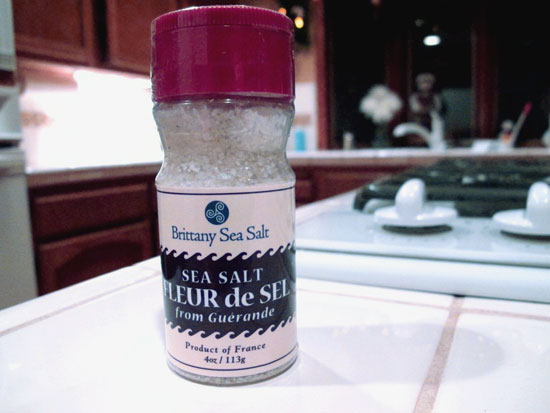 Brittany Sea Salt
SEA SALT
FLEUR de SEL
from Guérande
Product of France
4oz / 113g